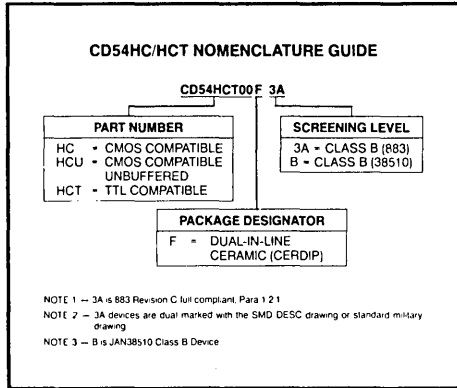 CD54HC/HCT NOMENCLATURE GUIDE
CD54HCT00F 3A
PART NUMBER
HC = CMOS COMPATIBLE
HCU = CMOS COMPATIBLE
UNBUFFERED
HCT = TTL COMPATIBLE
SCREENING LEVEL
3A = CLASS B (883)
B = CLASS B (38510)
PACKAGE DESIGNATOR
F = DUAL-IN-LINE
CERAMIC (CERDIP)
NOTE 1 — 3A is 883 Revision C full compliant, Para 1 2 1
NOTE 2 — 3A devices are dual marked with the SMD DESC drawing or standard military
drawing
NOTE 3 — B is JAN38510 Class B Device